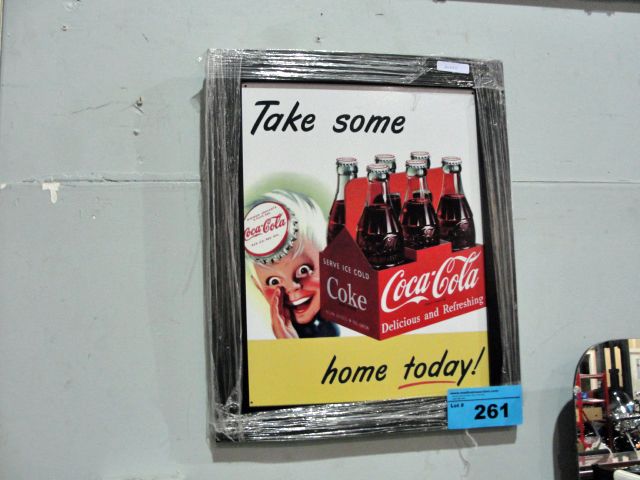 Take some
Coca-Cola
SERVE ICE COLD
Coke
Coca-Cola
Delicious and Refreshing
home today!
Lot #
261